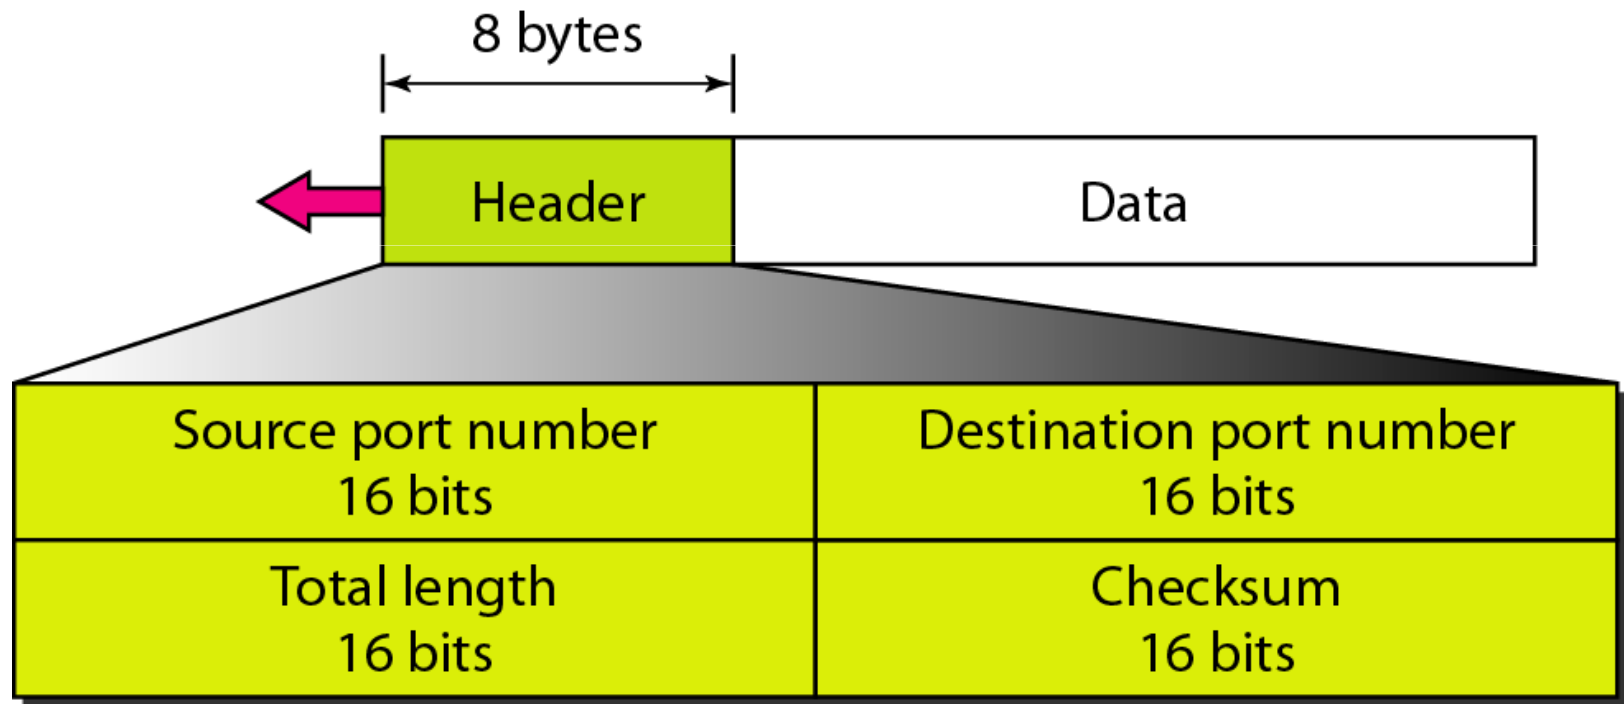 8 bytes
Header
Data
Source port number
16 bits
Destination port number
16 bits
Total length
16 bits
Checksum
16 bits